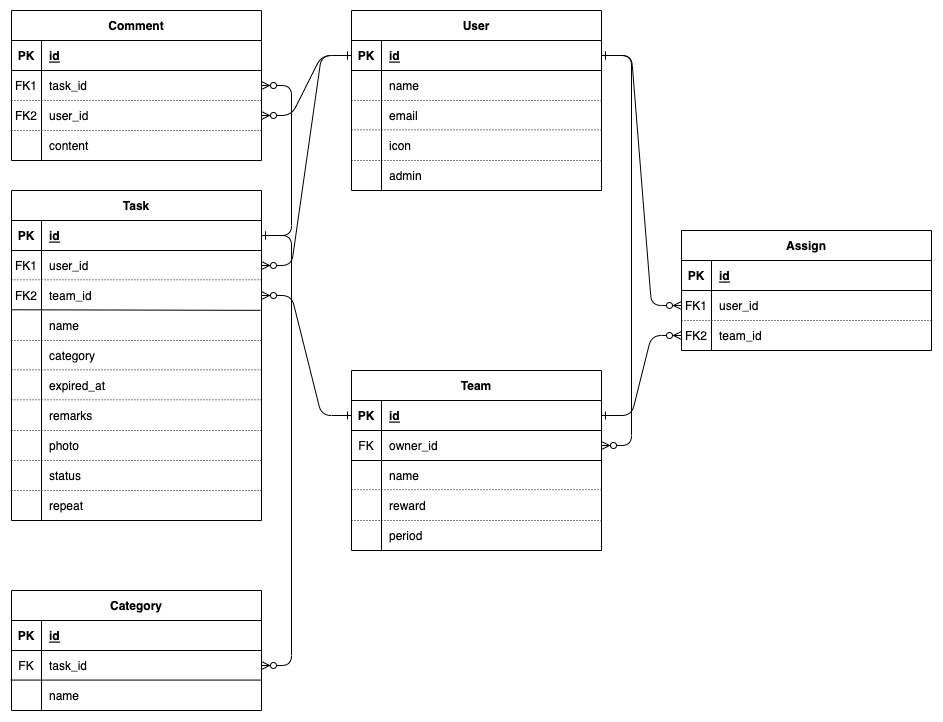 Comment
PK id
FK1 task_id
FK2 user_id
content
User
PK id
name
email
icon
admin
Task
PK id
FK1 user_id
FK2 team_id
name
category
expired_at
remarks
photo
status
repeat
Assign
PK id
FK1 user_id
FK2 team_id
Team
PK id
FK owner_id
name
reward
period
Category
PK id
FK task_id
name